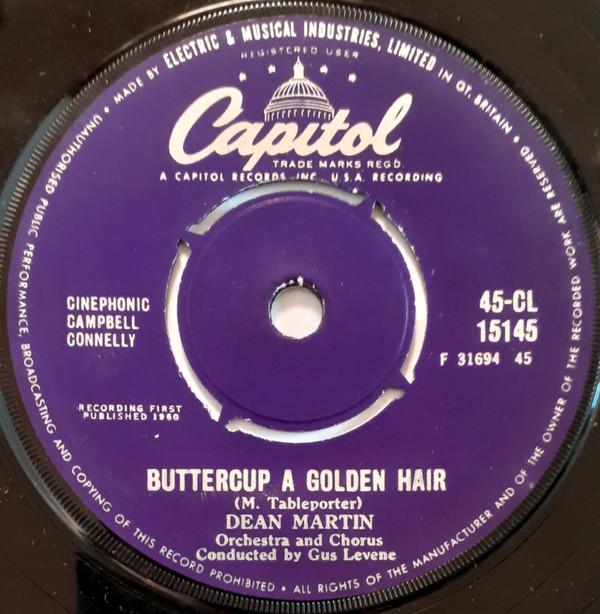 MADE BY ELECTRIC & MUSICAL INDUSTRIES, LIMITED IN GT. BRITAIN •
REGISTERED USER
Capitol
TRADE MARKS REGD.
A CAPITOL RECORDS, INC., U.S.A. RECORDING
CINEPHONIC
CAMPBELL
CONNELLY
45-CL
15145
F 31694 45
RECORDING FIRST
PUBLISHED 1960
BUTTERCUP A GOLDEN HAIR
(M. Tableporter)
DEAN MARTIN
Orchestra and Chorus
Conducted by Gus Levene
UNAUTHORISED PUBLIC PERFORMANCE, BROADCASTING AND COPYING OF THIS RECORD PROHIBITED • ALL RIGHTS OF THE MANUFACTURER AND OF THE OWNER OF THE RECORDED WORK ARE RESERVED •